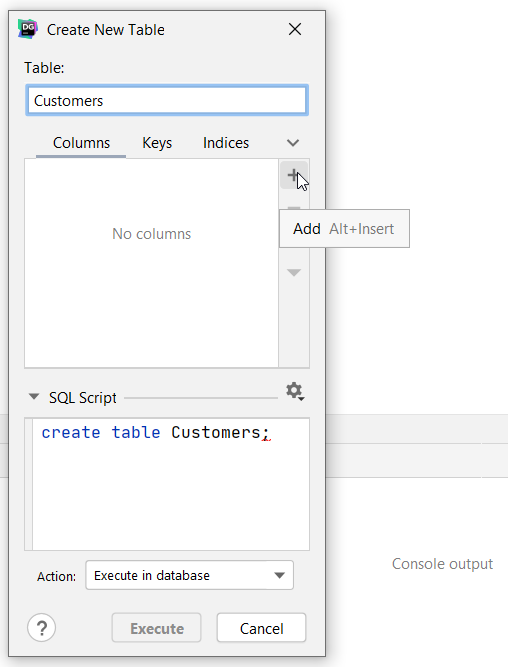 DG
Create New Table
Table:
Customers
Columns Keys Indices
No columns
Add Alt+Insert
SQL Script
create table Customers;
Action: Execute in database
Console output
? Execute Cancel